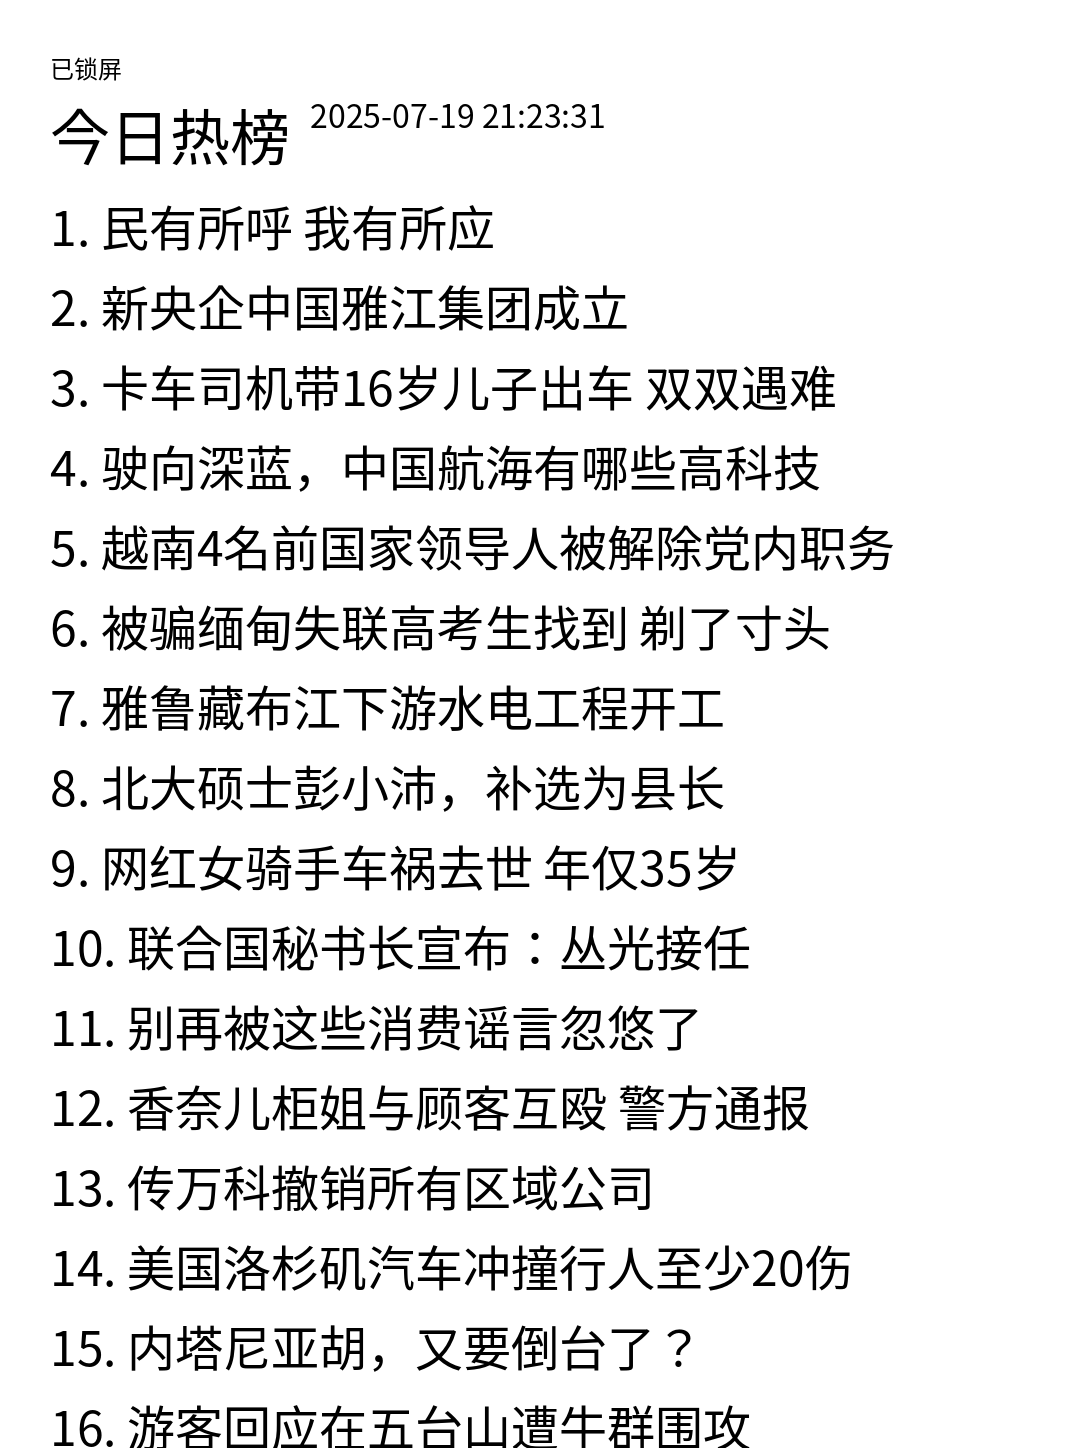 已锁屏
今日热榜 2025-07-19 21:23:31
1. 民有所呼 我有所应
2. 新央企中国雅江集团成立
3. 卡车司机带16岁儿子出车 双双遇难
4. 驶向深蓝，中国航海有哪些高科技
5. 越南4名前国家领导人被解除党内职务
6. 被骗缅甸失联高考生找到 剃了寸头
7. 雅鲁藏布江下游水电工程开工
8. 北大硕士彭小沛，补选为县长
9. 网红女骑手车祸去世 年仅35岁
10. 联合国秘书长宣布：丛光接任
11. 别再被这些消费谣言忽悠了
12. 香奈儿柜姐与顾客互殴 警方通报
13. 传万科撤销所有区域公司
14. 美国洛杉矶汽车冲撞行人至少20伤
15. 内塔尼亚胡，又要倒台了？
16. 游客回应在五台山遭牛群围攻